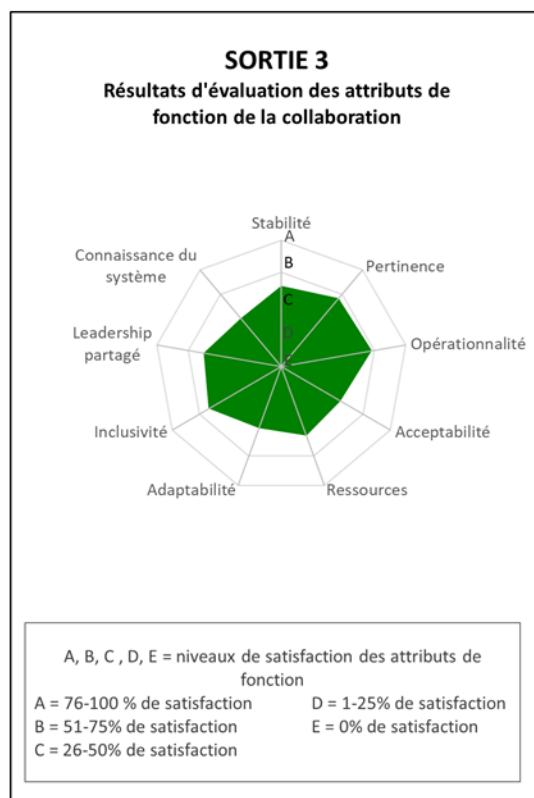 SORTIE 3
Résultats d'évaluation des attributs de
fonction de la collaboration
Stabilité
A
B
C
D
E
Pertinence
Opérationnalité
Acceptabilité
Ressources
Adaptabilité
Inclusivité
Leadership
partagé
Connaissance du
système
A, B, C , D, E = niveaux de satisfaction des attributs de
fonction
A = 76-100 % de satisfaction
B = 51-75% de satisfaction
C = 26-50% de satisfaction
D = 1-25% de satisfaction
E = 0% de satisfaction